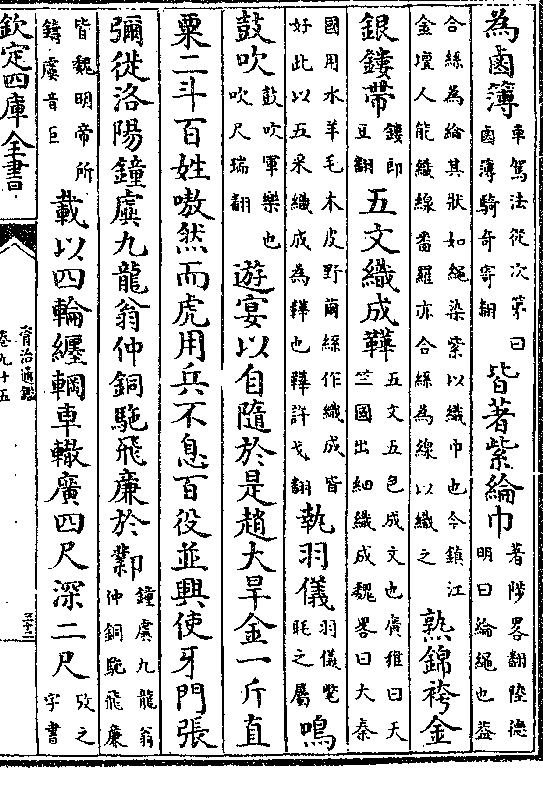 為鹵簿車駕法從次第曰鹵簿騎奇寄翻皆著紫綸巾著陟畧翻陸德明曰綸繩也蓋
合絲為綸其狀如繩染紫以織巾也今鎮江金壇人能織線番羅亦合絲為線以織之熟錦袴金
銀鏤帶鏤即豆翻五文織成鞾五文五色成文也廣雅曰天竺國出細織成魏畧曰大秦
國用水羊毛木皮野繭絲作織成皆好此以五采織成為鞾也鞾許戈翻執羽儀羽儀氅毦之屬鳴
鼓吹鼓吹軍樂也吹尺瑞翻遊宴以自隨於是趙大旱金一斤直
粟二斗百姓嗷然而虎用兵不息百役並興使牙門張
彌徙洛陽鐘虡九龍翁仲銅駞飛廉於鄴鐘虡九龍翁仲銅駞飛廉
皆魏明帝所鑄虡音巨載以四輪纒輞車轍廣四尺深二尺攷之字書
欽定四庫全書
資治通鑑
卷九十五